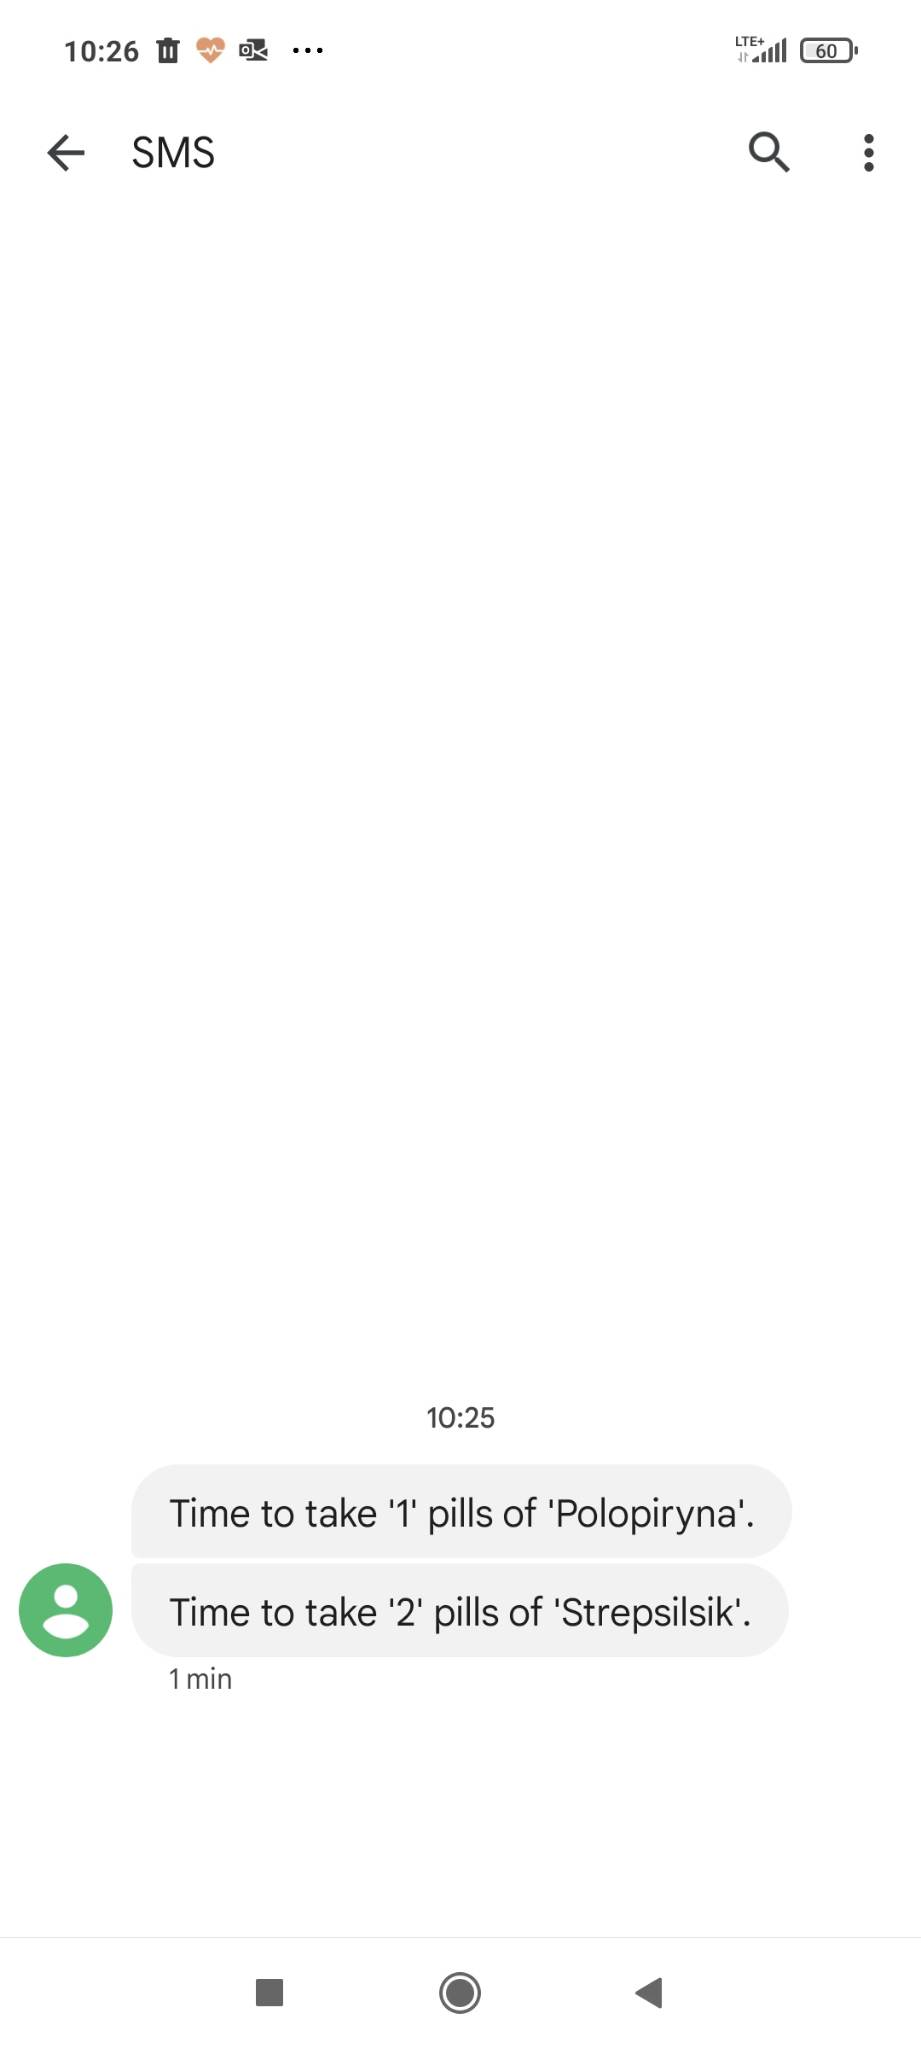 10:26 LTE+ 60
SMS
10:25
Time to take '1' pills of 'Polopiryna'.
Time to take '2' pills of 'Strepsilsik'.
1 min